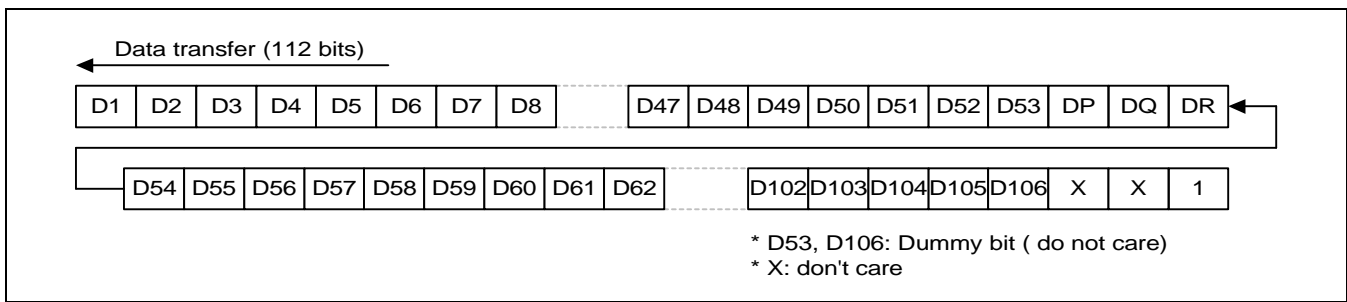 Data transfer (112 bits)
D1 D2 D3 D4 D5 D6 D7 D8 D47 D48 D49 D50 D51 D52 D53 DP DQ DR
D54 D55 D56 D57 D58 D59 D60 D61 D62 D102 D103 D104 D105 D106 X X 1
* D53, D106: Dummy bit ( do not care)
* X: don't care